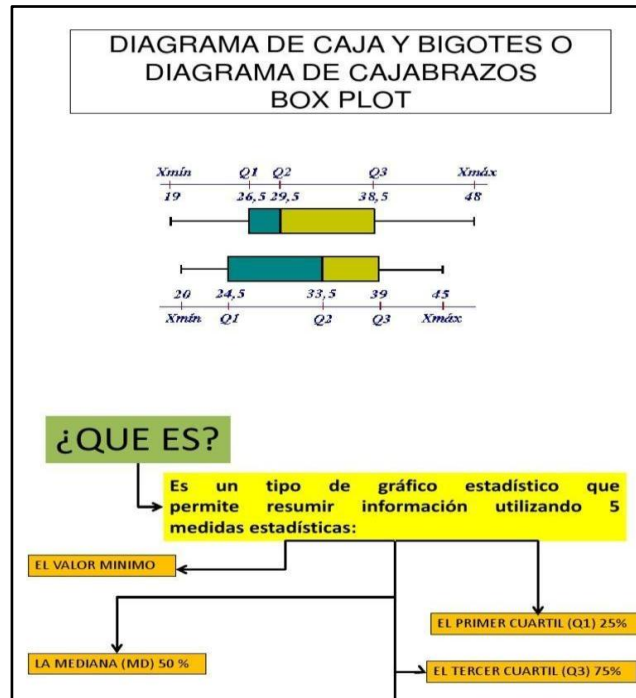 DIAGRAMA DE CAJA Y BIGOTES O
DIAGRAMA DE CAJABRAZOS
BOX PLOT
Xmín Q1 Q2 Q3 Xmáx
19 26,5 29,5 38,5 48
20 24,5 33,5 39 45
Xmín Q1 Q2 Q3 Xmáx
¿QUE ES?
Es un tipo de gráfico estadístico que
permite resumir información utilizando 5
medidas estadísticas:
EL VALOR MINIMO
EL PRIMER CUARTIL (Q1) 25%
LA MEDIANA (MD) 50 %
EL TERCER CUARTIL (Q3) 75%